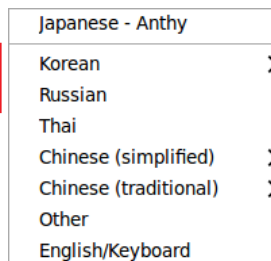 Japanese - Anthy
Korean
Russian
Thai
Chinese (simplified)
Chinese (traditional)
Other
English/Keyboard